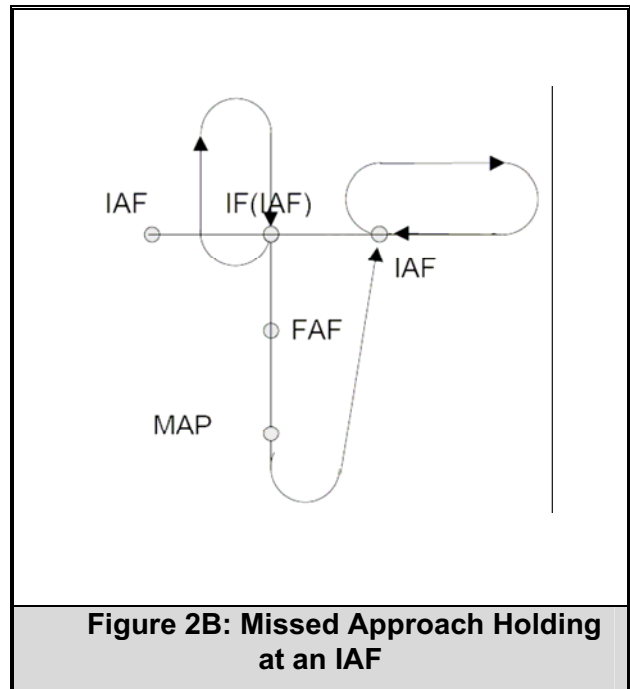 IAF
IF(IAF)
IAF
FAF
MAP
Figure 2B: Missed Approach Holding
at an IAF